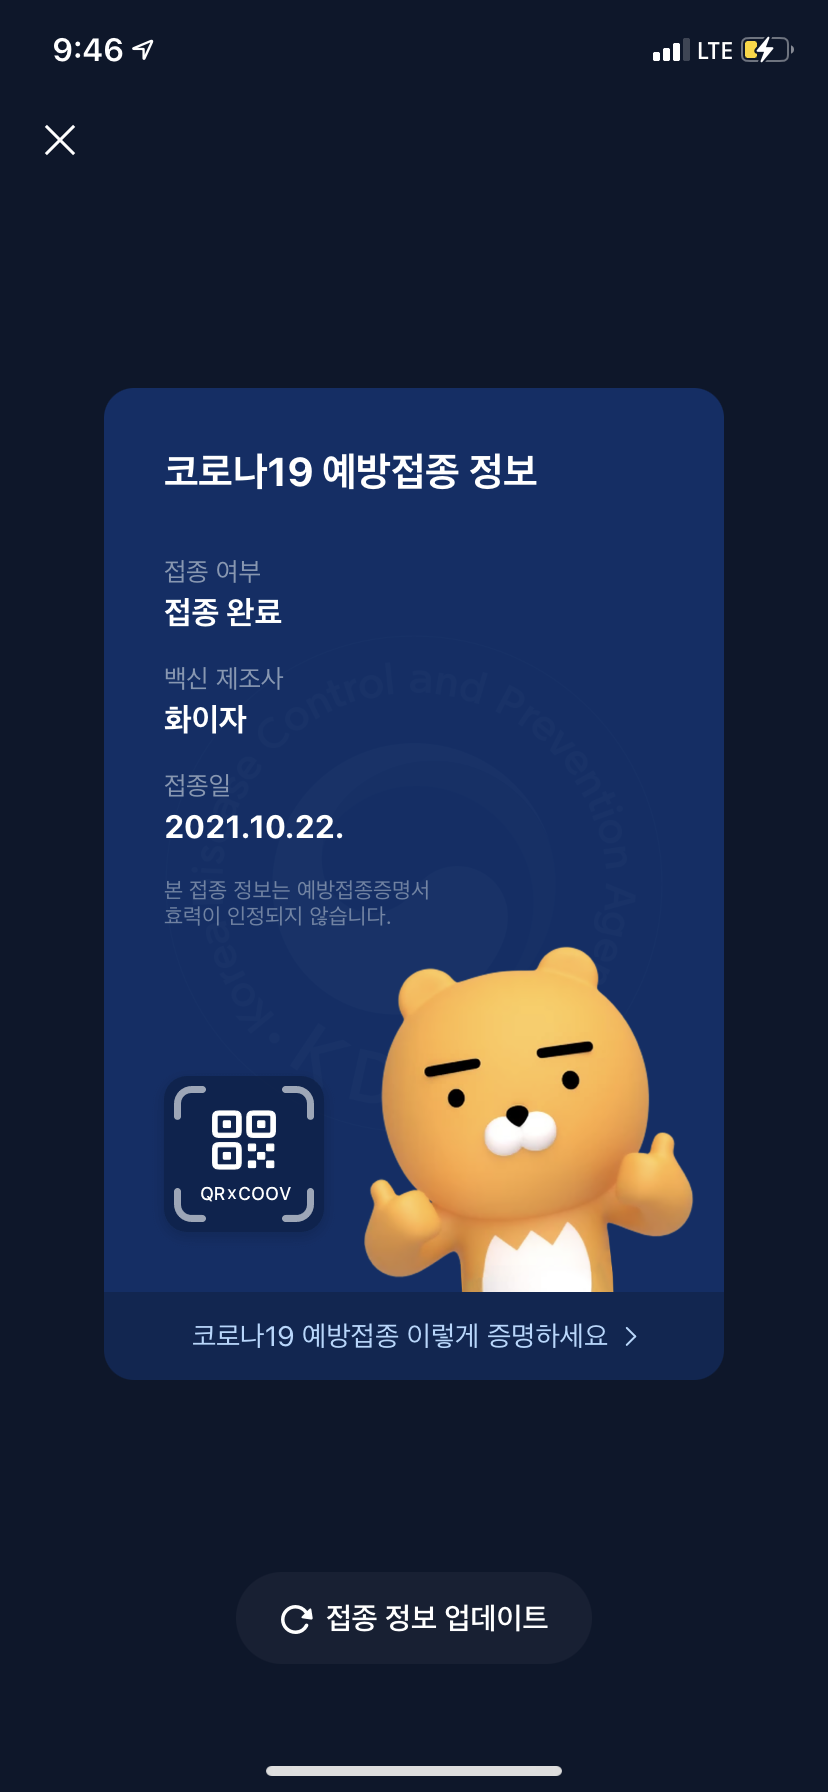 9:46
LTE
코로나19 예방접종 정보
접종 여부
접종 완료
백신 제조사
화이자
접종일
2021.10.22.
본 접종 정보는 예방접종증명서
효력이 인정되지 않습니다.
Korea Disease Control and Prevention
QRxCOOV
코로나19 예방접종 이렇게 증명하세요
접종 정보 업데이트